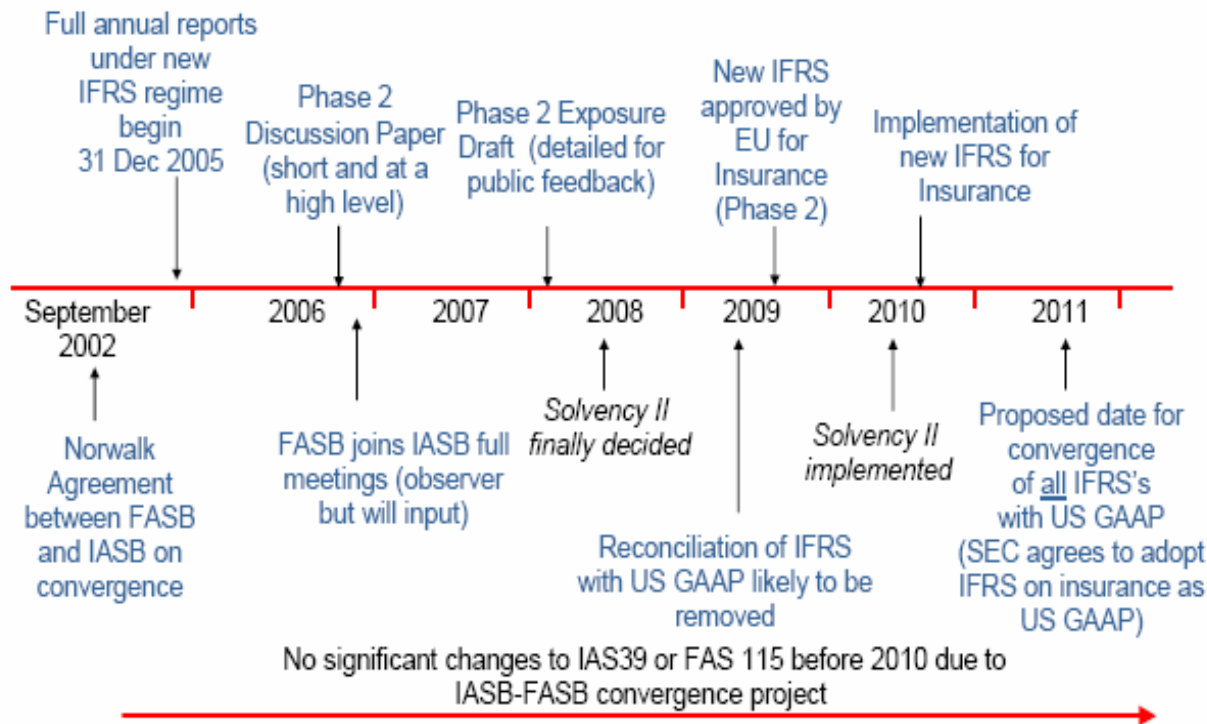 Full annual reports
under new
IFRS regime
begin
31 Dec 2005
Phase 2
Discussion Paper
(short and at a
high level)
Phase 2 Exposure
Draft (detailed for
public feedback)
New IFRS
approved by
EU for
Insurance
(Phase 2)
Implementation of
new IFRS for
Insurance
September
2002
2006
2007
2008
2009
2010
2011
Norwalk
Agreement
between FASB
and IASB on
convergence
FASB joins IASB full
meetings (observer
but will input)
Solvency II
finally decided
Reconciliation of IFRS
with US GAAP likely to be
removed
Solvency II
implemented
Proposed date for
convergence
of all IFRS's
with US GAAP
(SEC agrees to adopt
IFRS on insurance as
US GAAP)
No significant changes to IAS39 or FAS 115 before 2010 due to
IASB-FASB convergence project